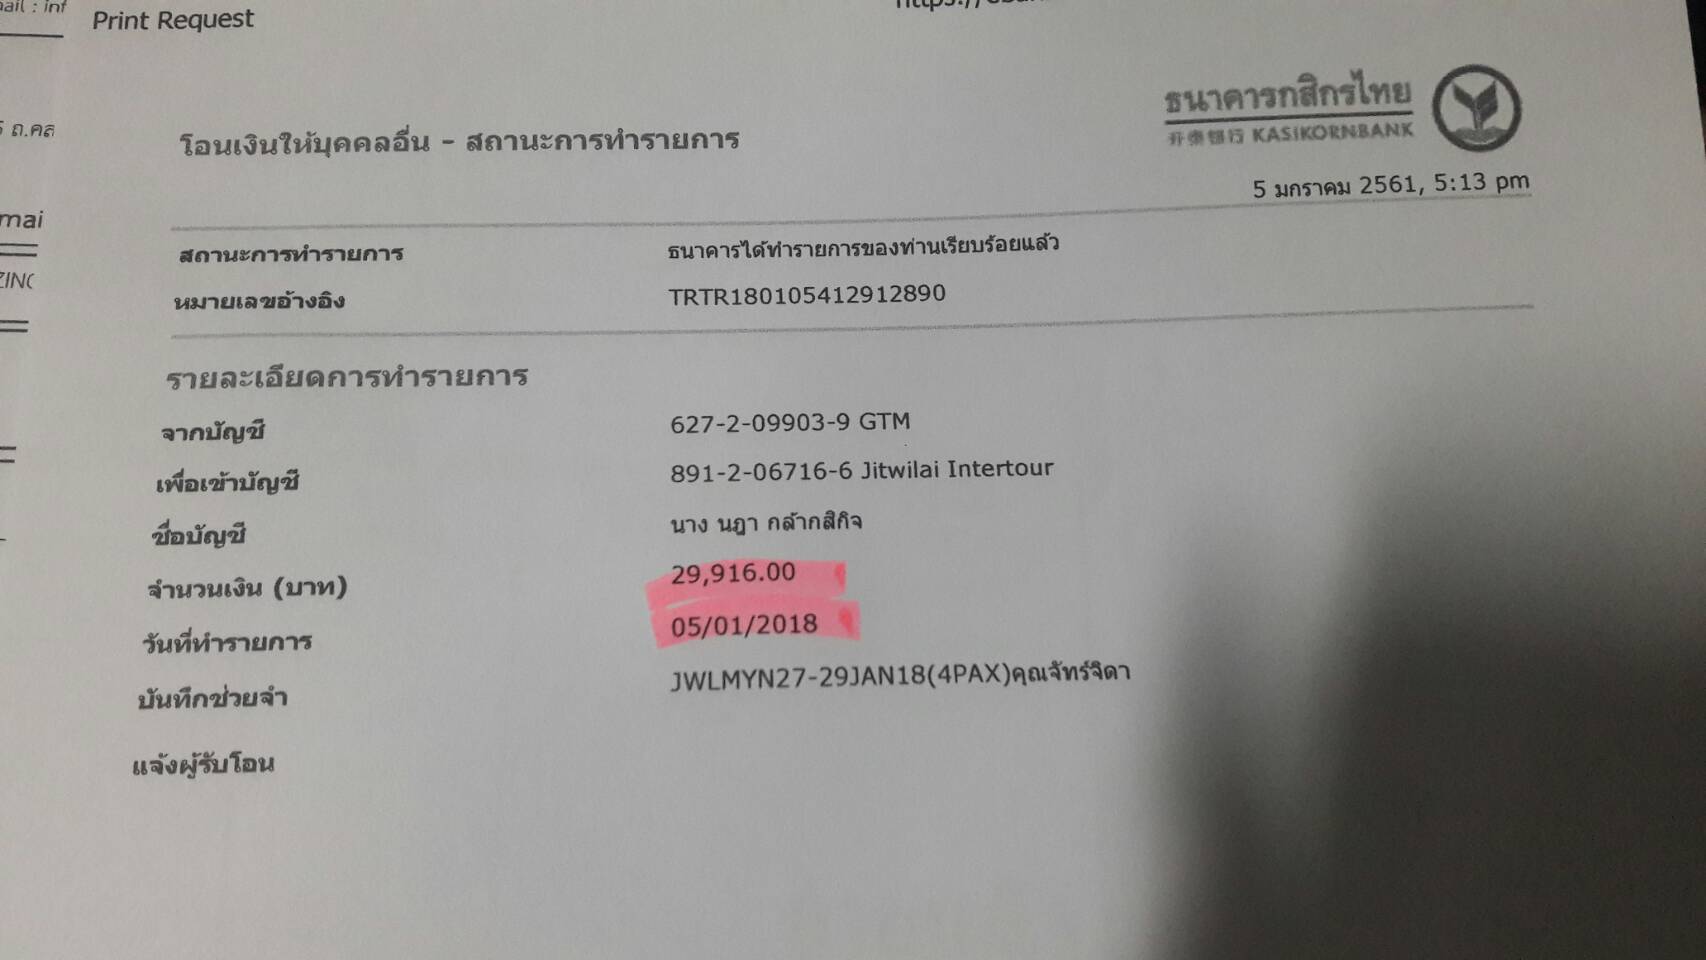 Print Request
ธนาคารกสิกรไทย
开泰银行 KASIKORNBANK
โอนเงินให้บุคคลอื่น - สถานะการทำรายการ
5 มกราคม 2561, 5:13 pm
สถานะการทำรายการ ธนาคารได้ทำรายการของท่านเรียบร้อยแล้ว
หมายเลขอ้างอิง TRTR180105412912890
รายละเอียดการทำรายการ
จากบัญชี 627-2-09903-9 GTM
เพื่อเข้าบัญชี 891-2-06716-6 Jitwilai Intertour
ชื่อบัญชี นาง นฎา กล้ากสิกิจ
จำนวนเงิน (บาท) 29,916.00
วันที่ทำรายการ 05/01/2018
บันทึกช่วยจำ JWLMYN27-29JAN18(4PAX)คุณจัทร์จิดา
แจ้งผู้รับโอน